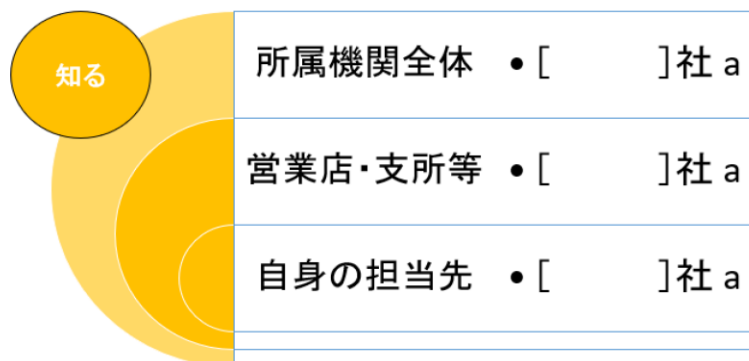 知る
所属機関全体 • [ ]社 a
営業店・支所等 • [ ]社 a
自身の担当先 • [ ]社 a